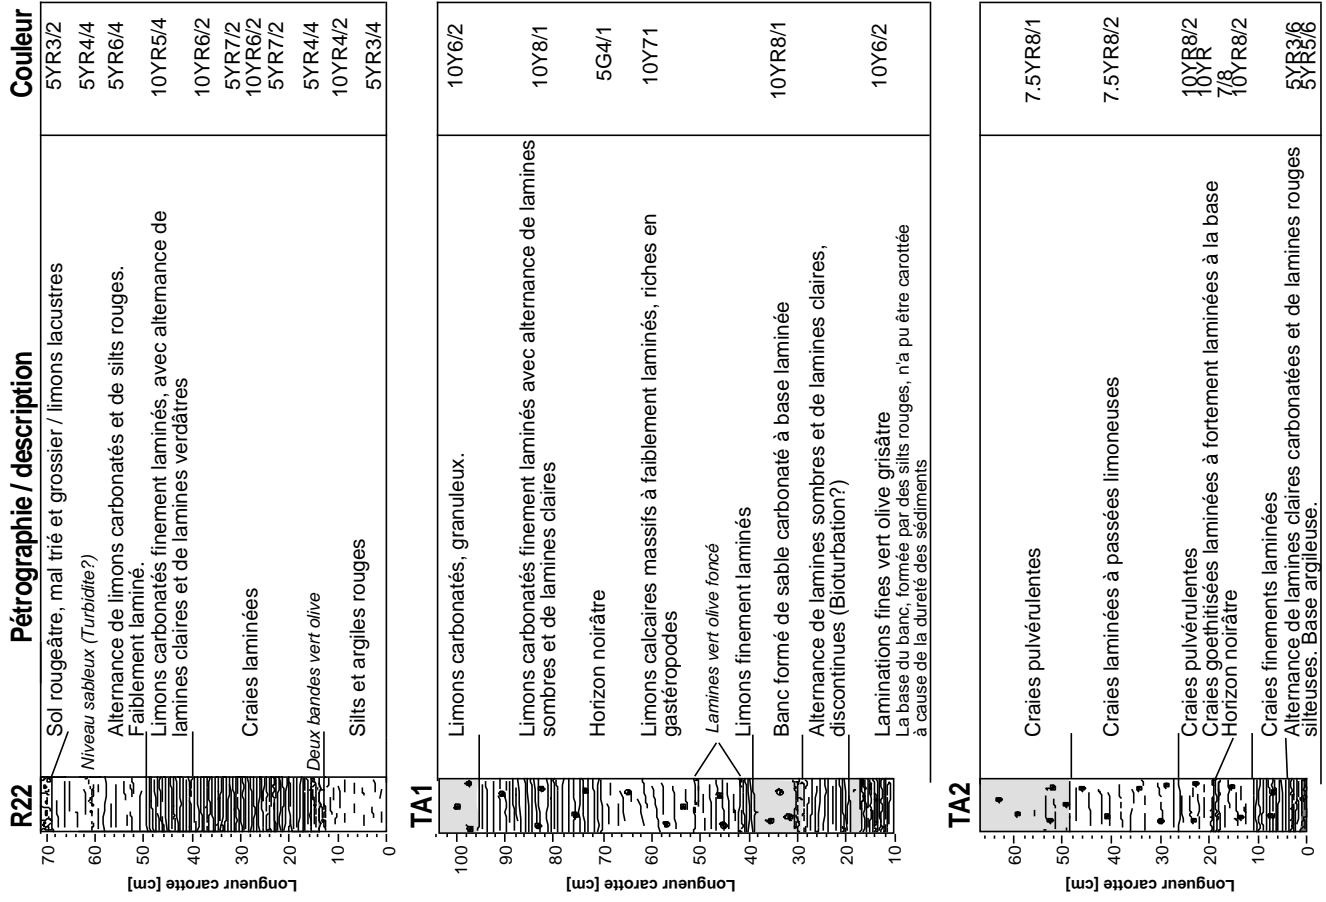 R22 Pétrographie / description Couleur
Sol rougeâtre, mal trié et grossier / limons lacustres
5YR3/2
Niveau sableux (Turbidite?)
5YR4/4
Alternance de limons carbonatés et de silts rouges.
Faiblement laminé.
5YR6/4
Limons carbonatés finement laminés, avec alternance de
lamines claires et de lamines verdâtres
10YR5/4
10YR6/2
5YR7/2
Craies laminées
10YR6/2
5YR7/2
Deux bandes vert olive
5YR4/4
10YR4/2
Silts et argiles rouges
5YR3/4
70
60
50
40
30
20
10
0
Longueur carotte [cm]
TA1
Limons carbonatés, granuleux.
10Y6/2
Limons carbonatés finement laminés avec alternance de lamines
sombres et de lamines claires
10Y8/1
Horizon noirâtre
5G4/1
Limons calcaires massifs à faiblement laminés, riches en
gastéropodes
10Y71
Lamines vert olive foncé
Limons finement laminés
Banc formé de sable carbonaté à base laminée
10YR8/1
Alternance de lamines sombres et de lamines claires,
discontinues (Bioturbation?)
Laminations fines vert olive grisâtre
10Y6/2
La base du banc, formée par des silts rouges, n'a pu être carottée
à cause de la dureté des sédiments
100
90
80
70
60
50
40
30
20
10
Longueur carotte [cm]
TA2
Craies pulvérulentes
7.5YR8/1
Craies laminées à passées limoneuses
7.5YR8/2
Craies pulvérulentes
10YR8/2
Craies goethitisées laminées à fortement laminées à la base
10YR
7/8
Horizon noirâtre
10YR8/2
Craies finements laminées
Alternance de lamines claires carbonatées et de lamines rouges
silteuses. Base argileuse.
5YR3/6
5YR5/6
60
50
40
30
20
10
0
Longueur carotte [cm]